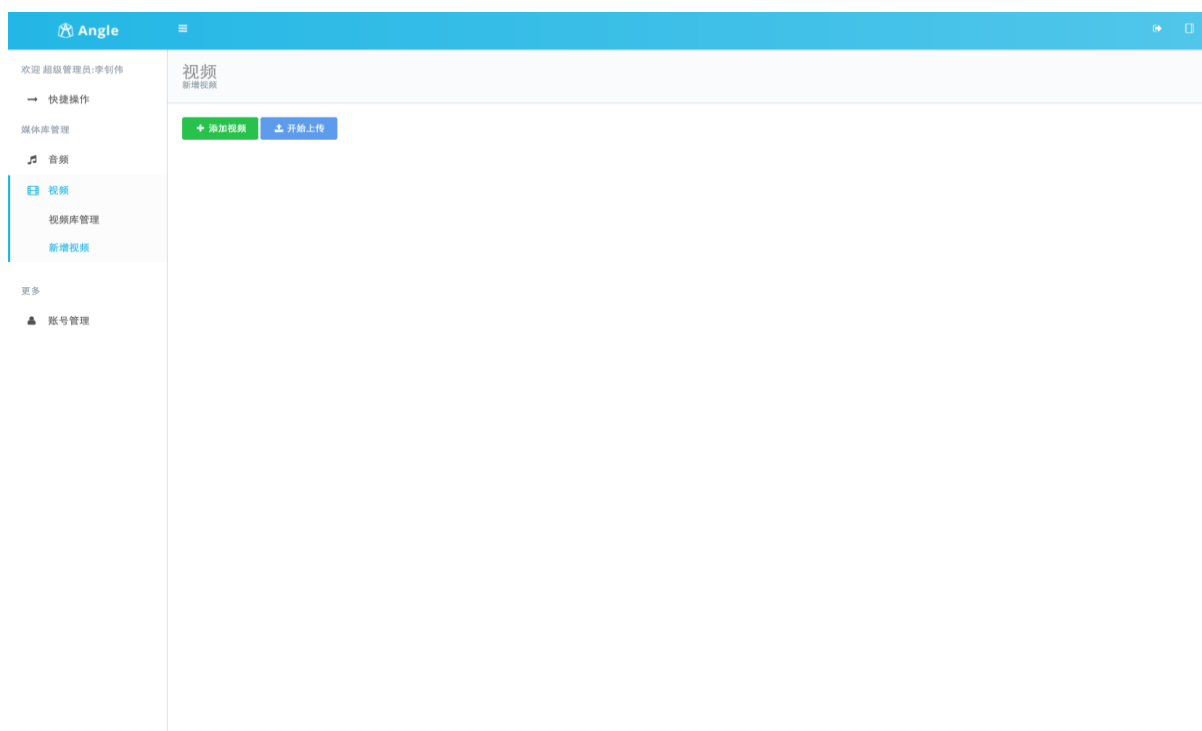 Angle
欢迎 超级管理员:李钊伟
快捷操作
媒体库管理
音频
视频
视频库管理
新增视频
更多
账号管理
视频
新增视频
添加视频
开始上传